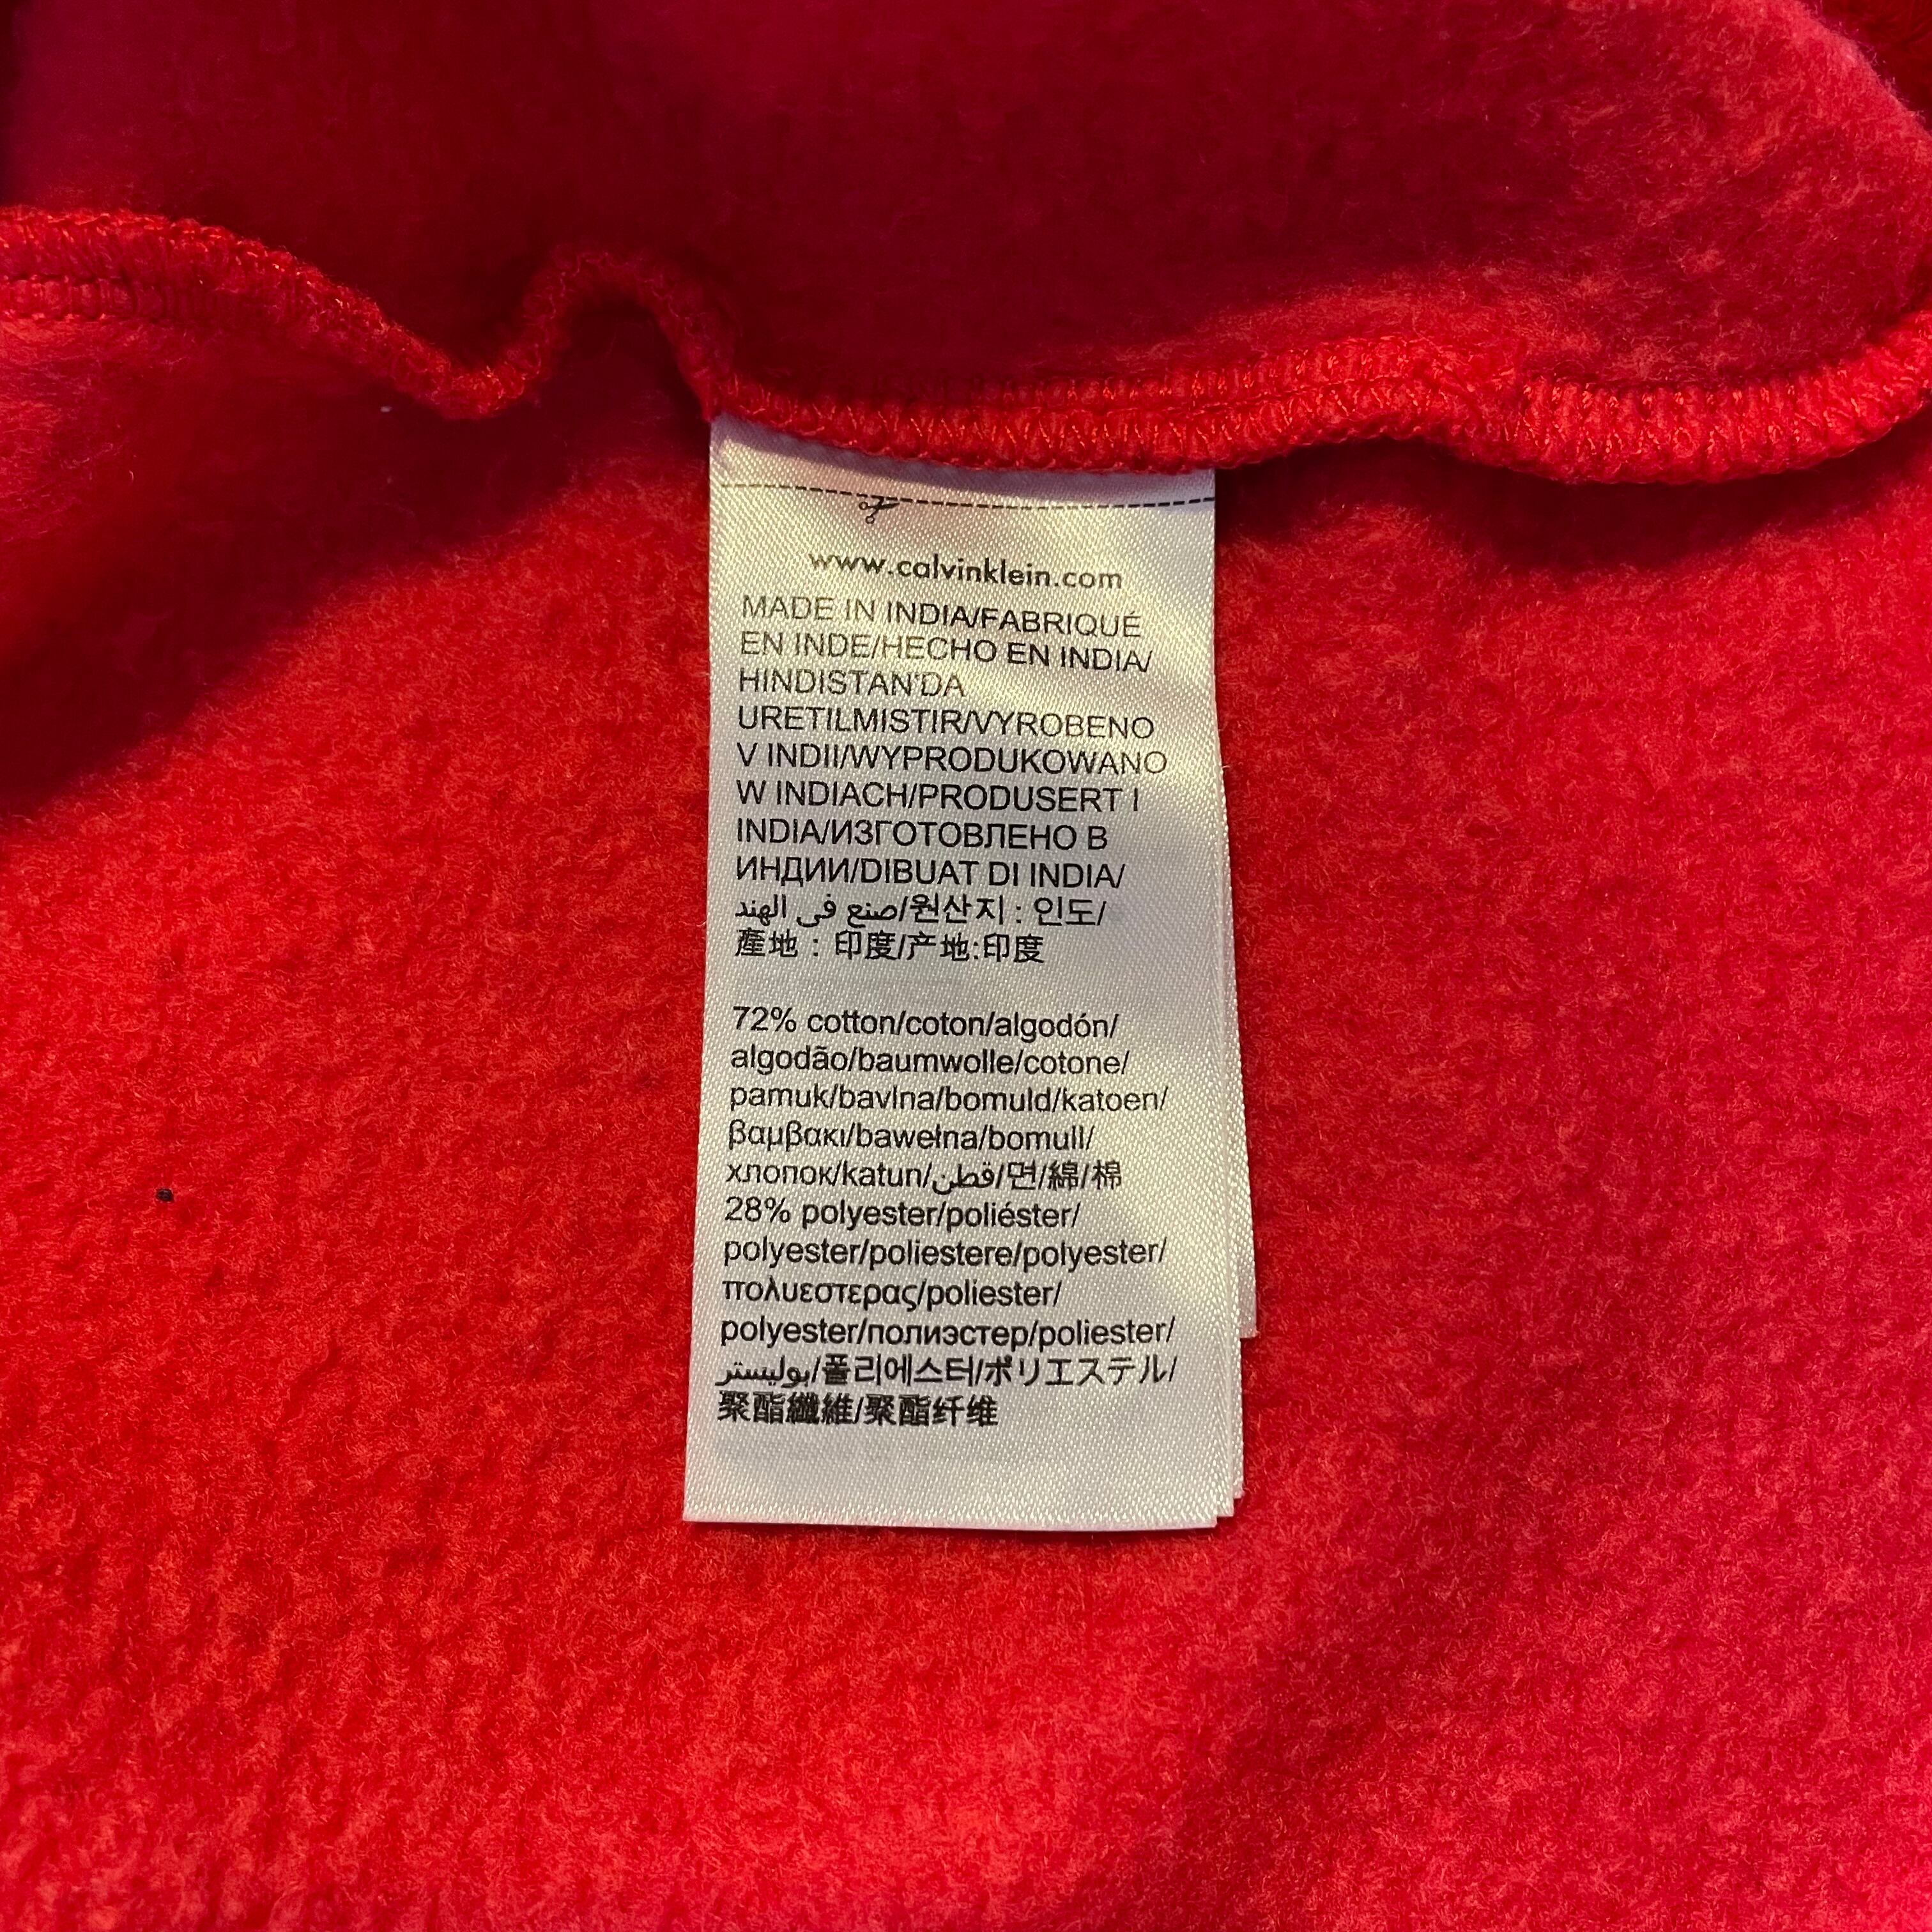 www.calvinklein.com
MADE IN INDIA/FABRIQUÉ
EN INDE/HECHO EN INDIA/
HINDISTAN'DA
URETILMISTIR/VYROBENO
V INDII/WYPRODUKOWANO
W INDIACH/PRODUSERT I
INDIA/ИЗГОТОВЛЕНО В
ИНДИИ/DIBUAT DI INDIA/
صنع في الهند/원산지 : 인도/
產地 : 印度/产地:印度
72% cotton/coton/algodón/
algodão/baumwolle/cotone/
pamuk/bavlna/bomuld/katoen/
βαμβακι/bawełna/bomull/
хлопок/katun/قطن/면/綿/棉
28% polyester/poliéster/
polyester/poliestere/polyester/
πολυεστερας/poliester/
polyester/полиэстер/poliester/
بوليستر/폴리에스터/ポリエステル/
聚酯纖維/聚酯纤维